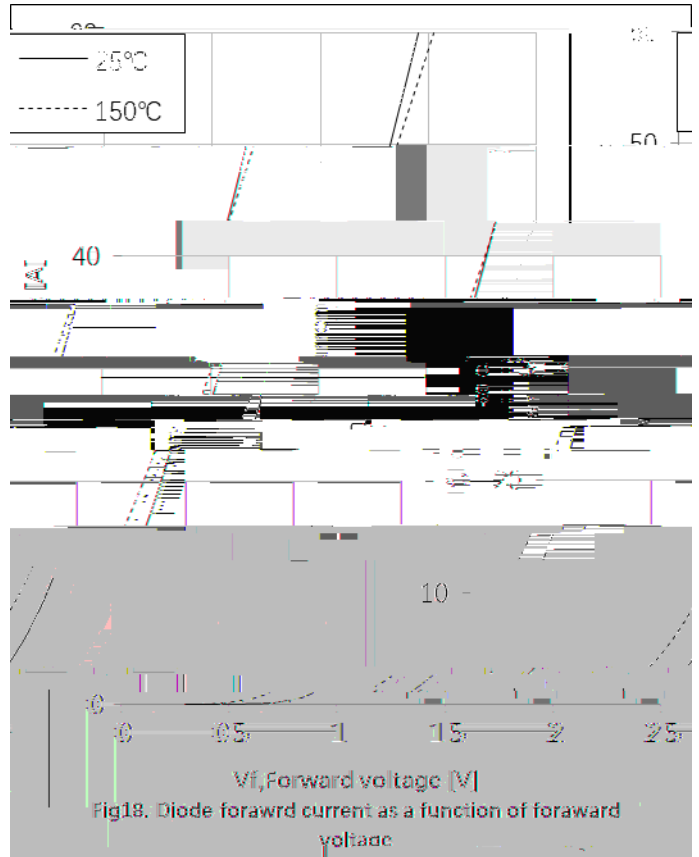 25℃
150℃
50
40
[A]
10
0
0 0.5 1 1.5 2 2.5
Vf,Forward voltage [V]
Fig18. Diode forawrd current as a function of foraward
voltage